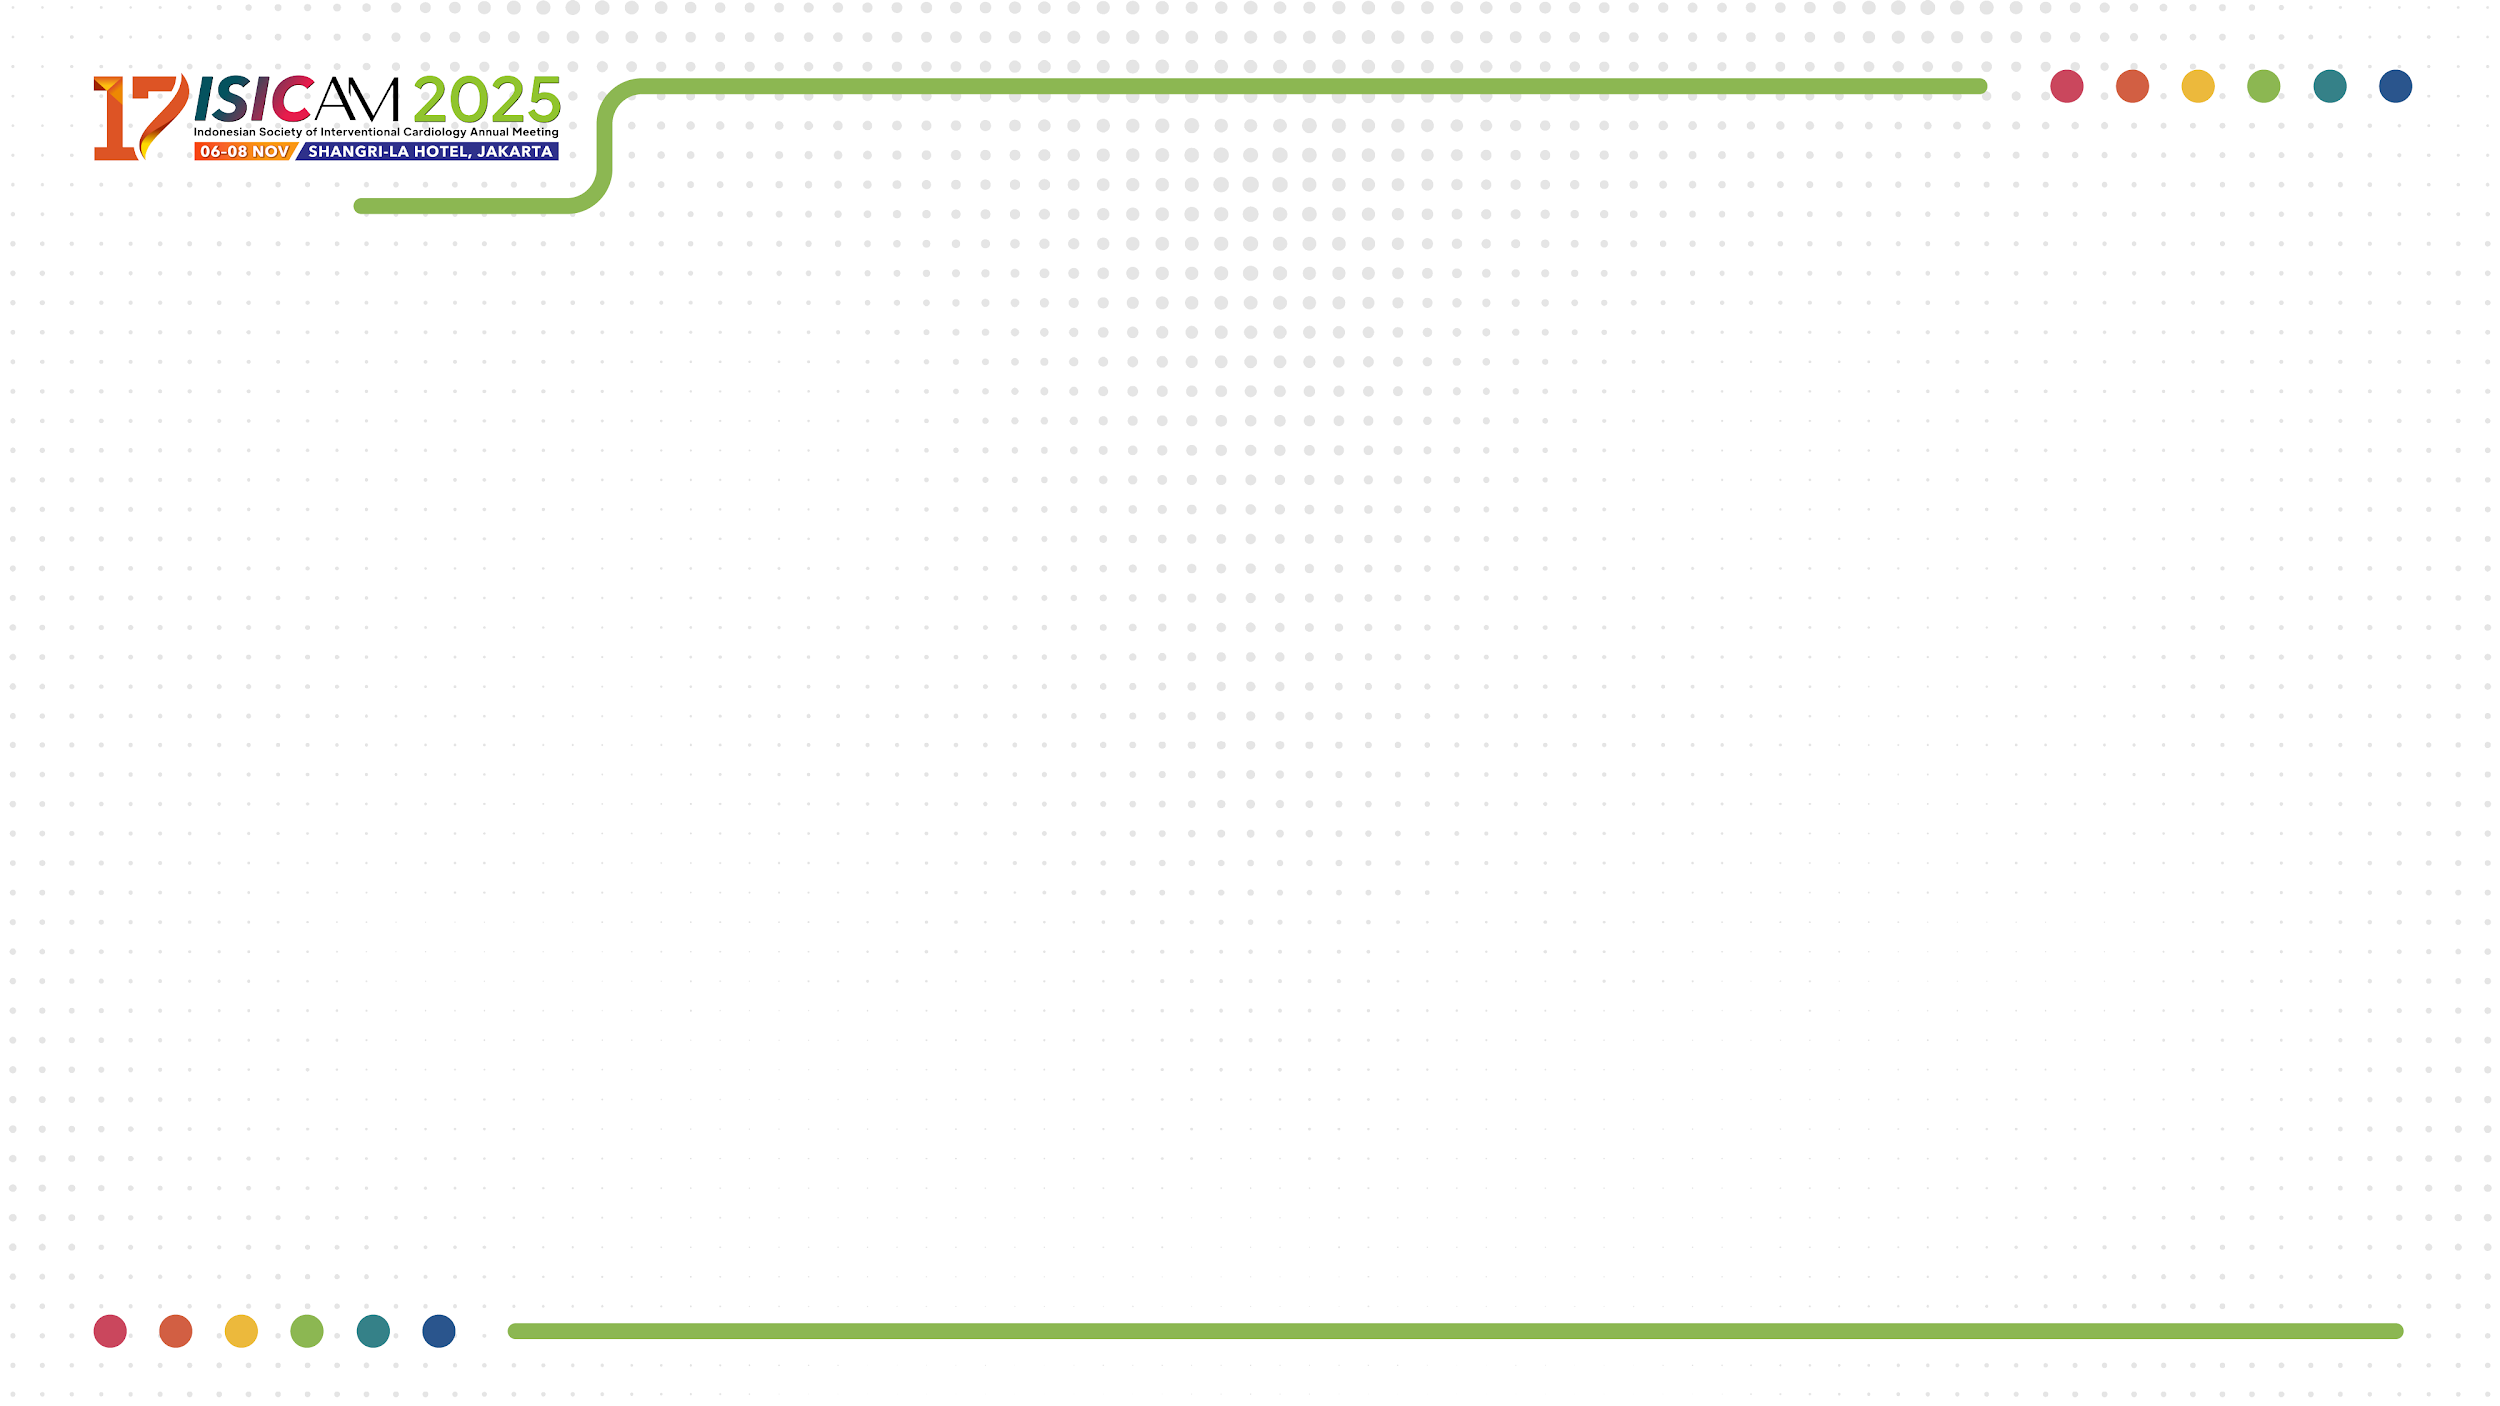 17 ISICAM 2025
Indonesian Society of Interventional Cardiology Annual Meeting
06-08 NOV SHANGRI-LA HOTEL, JAKARTA